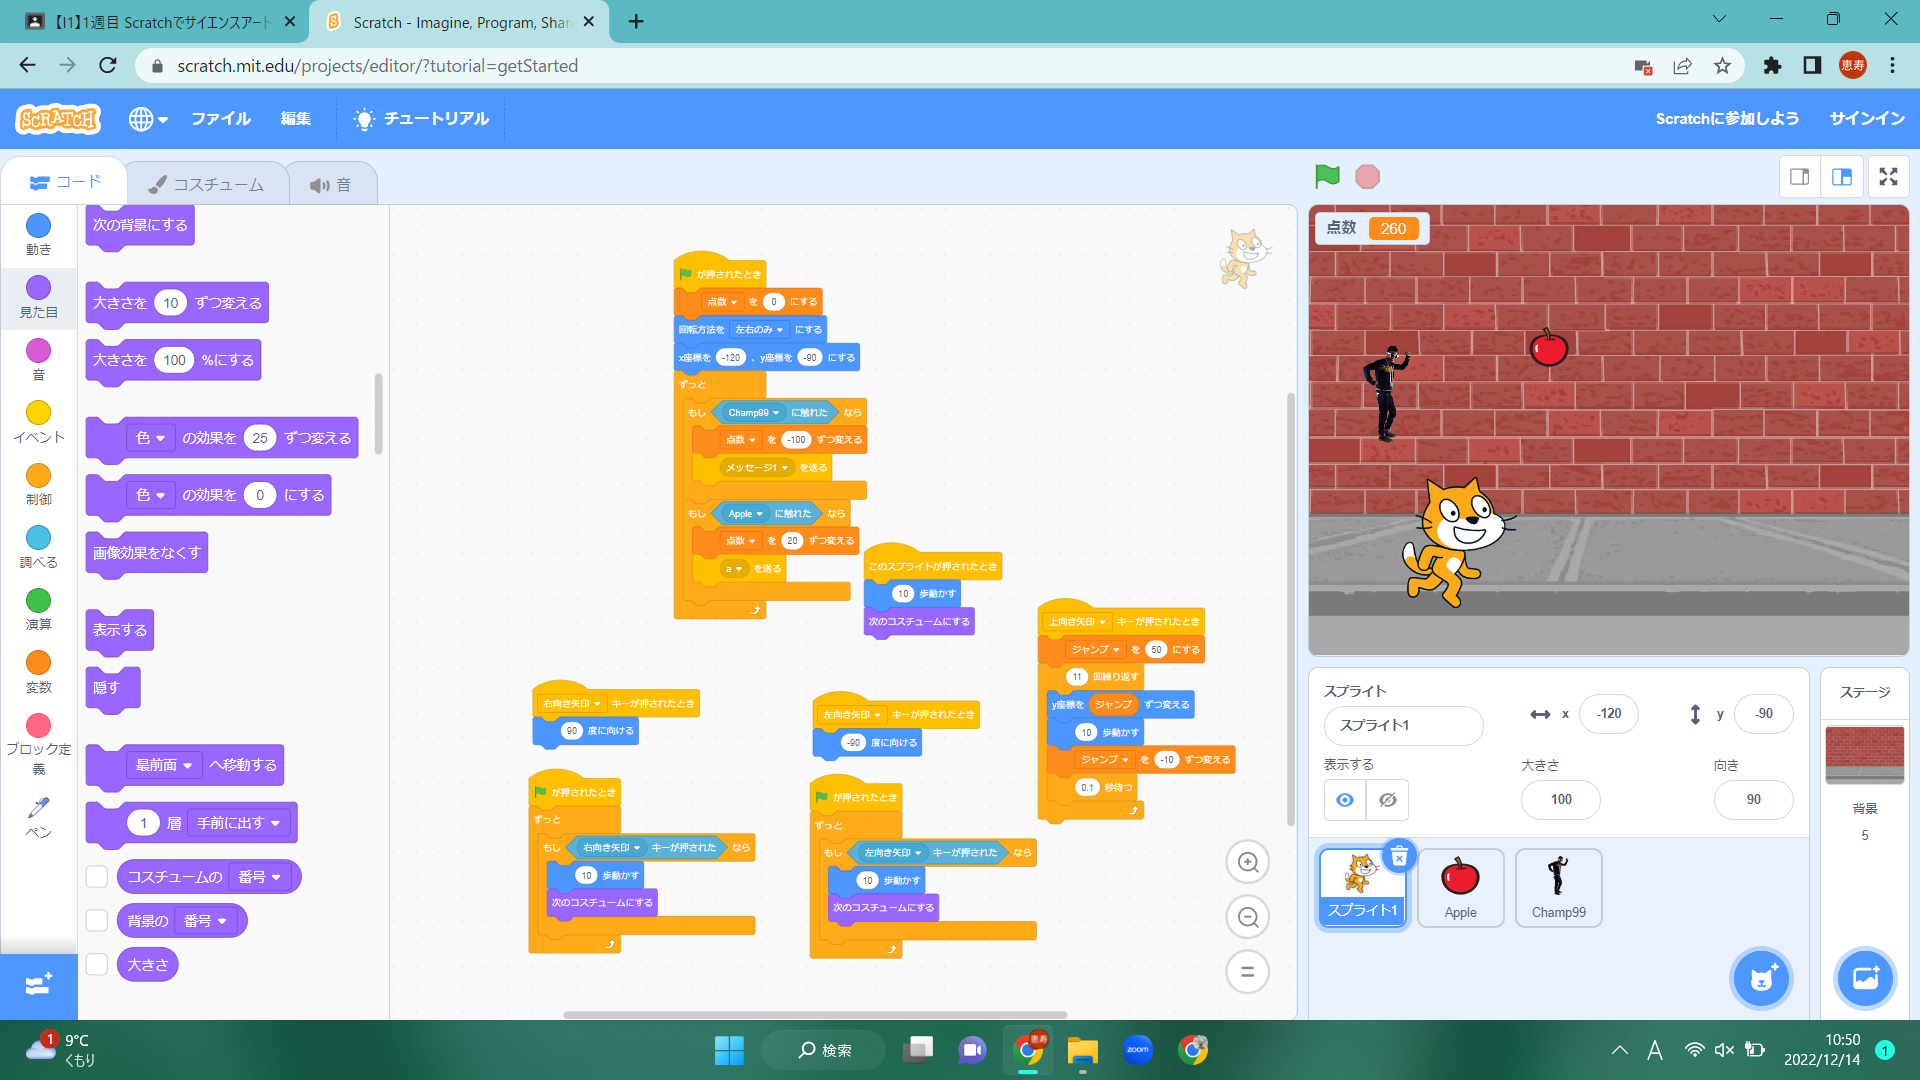 【I1】1週目 Scratchでサイエンスアート
Scratch - Imagine, Program, Shar
scratch.mit.edu/projects/editor/?tutorial=getStarted
恵寿
SCRATCH
ファイル
編集
チュートリアル
Scratchに参加しよう
サインイン
コード
コスチューム
音
動き
見た目
音
イベント
制御
調べる
演算
変数
ブロック定義
ペン
次の背景にする
大きさを 10 ずつ変える
大きさを 100 %にする
色 の効果を 25 ずつ変える
色 の効果を 0 にする
画像効果をなくす
表示する
隠す
最前面 へ移動する
1 層 手前に出す
コスチュームの 番号
背景の 番号
大きさ
が押されたとき
点数 を 0 にする
回転方法を 左右のみ にする
x座標を -120 、y座標を -90 にする
ずっと
もし Champ99 に触れた なら
点数 を -100 ずつ変える
メッセージ1 を送る
もし Apple に触れた なら
点数 を 20 ずつ変える
a を送る
このスプライトが押されたとき
10 歩動かす
次のコスチュームにする
上向き矢印 キーが押されたとき
ジャンプ を 50 にする
11 回繰り返す
y座標を ジャンプ ずつ変える
10 歩動かす
ジャンプ を -10 ずつ変える
0.1 秒待つ
右向き矢印 キーが押されたとき
90 度に向ける
左向き矢印 キーが押されたとき
-90 度に向ける
が押されたとき
ずっと
もし 右向き矢印 キーが押された なら
10 歩動かす
次のコスチュームにする
が押されたとき
ずっと
もし 左向き矢印 キーが押された なら
10 歩動かす
次のコスチュームにする
点数 260
スプライト
スプライト1
x -120
y -90
表示する
大きさ
100
向き
90
スプライト1
Apple
Champ99
ステージ
背景
5
1
9°C
くもり
検索
恵寿
zoom
A
10:50
2022/12/14
1